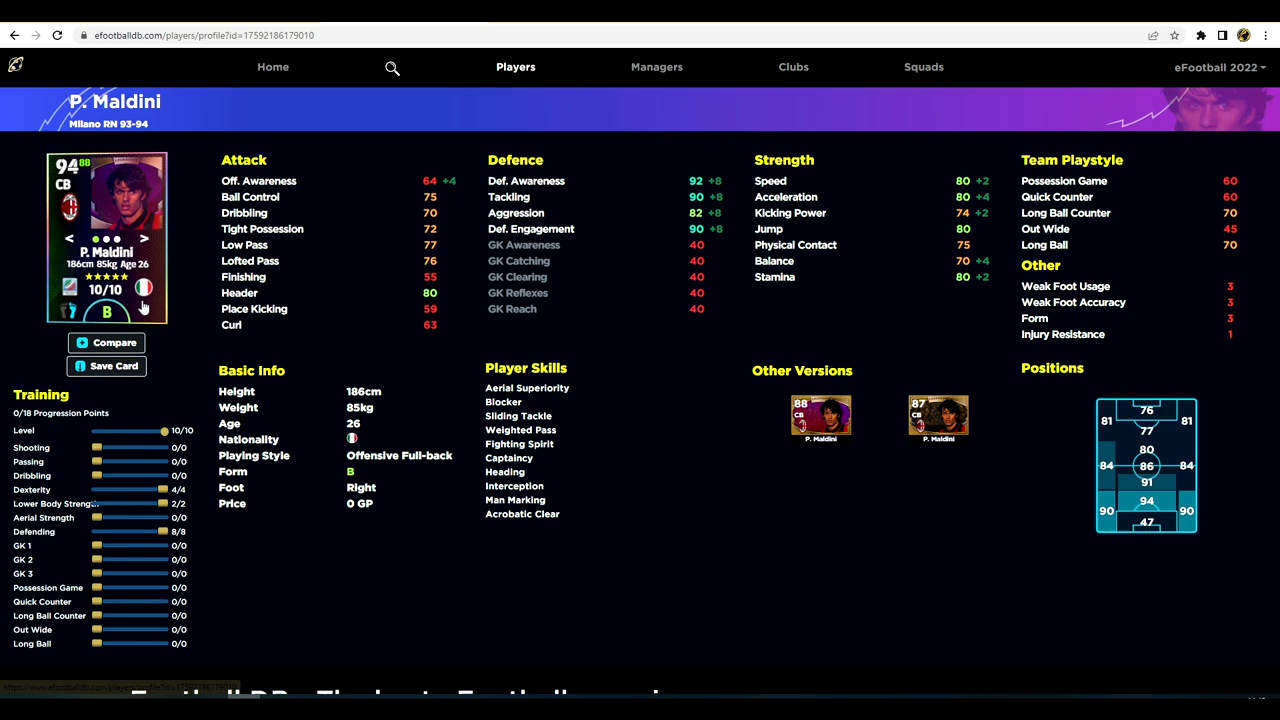 efootballdb.com/players/profile?id=17592186179010
Home Players Managers Clubs Squads eFootball 2022
P. Maldini
Milano RN 93-94
94 88
CB
P. Maldini
186cm 85kg Age 26
10/10
B
Compare
Save Card
Training
0/18 Progression Points
Level 10/10
Shooting 0/0
Passing 0/0
Dribbling 0/0
Dexterity 4/4
Lower Body Strength 2/2
Aerial Strength 0/0
Defending 8/8
GK 1 0/0
GK 2 0/0
GK 3 0/0
Possession Game 0/0
Quick Counter 0/0
Long Ball Counter 0/0
Out Wide 0/0
Long Ball 0/0
Attack
Off. Awareness 64 +4
Ball Control 75
Dribbling 70
Tight Possession 72
Low Pass 77
Lofted Pass 76
Finishing 55
Header 80
Place Kicking 59
Curl 63
Defence
Def. Awareness 92 +8
Tackling 90 +8
Aggression 82 +8
Def. Engagement 90 +8
GK Awareness 40
GK Catching 40
GK Clearing 40
GK Reflexes 40
GK Reach 40
Strength
Speed 80 +2
Acceleration 80 +4
Kicking Power 74 +2
Jump 80
Physical Contact 75
Balance 70 +4
Stamina 80 +2
Team Playstyle
Possession Game 60
Quick Counter 60
Long Ball Counter 70
Out Wide 45
Long Ball 70
Other
Weak Foot Usage 3
Weak Foot Accuracy 3
Form 3
Injury Resistance 1
Basic Info
Height 186cm
Weight 85kg
Age 26
Nationality
Playing Style Offensive Full-back
Form B
Foot Right
Price 0 GP
Player Skills
Aerial Superiority
Blocker
Sliding Tackle
Weighted Pass
Fighting Spirit
Captaincy
Heading
Interception
Man Marking
Acrobatic Clear
Other Versions
88
CB
P. Maldini
87
CB
P. Maldini
Positions
76
81 81
77
80
84 86 84
91
94
90 90
47
https://www.efootballdb.com/players/profile?id=17592186179010